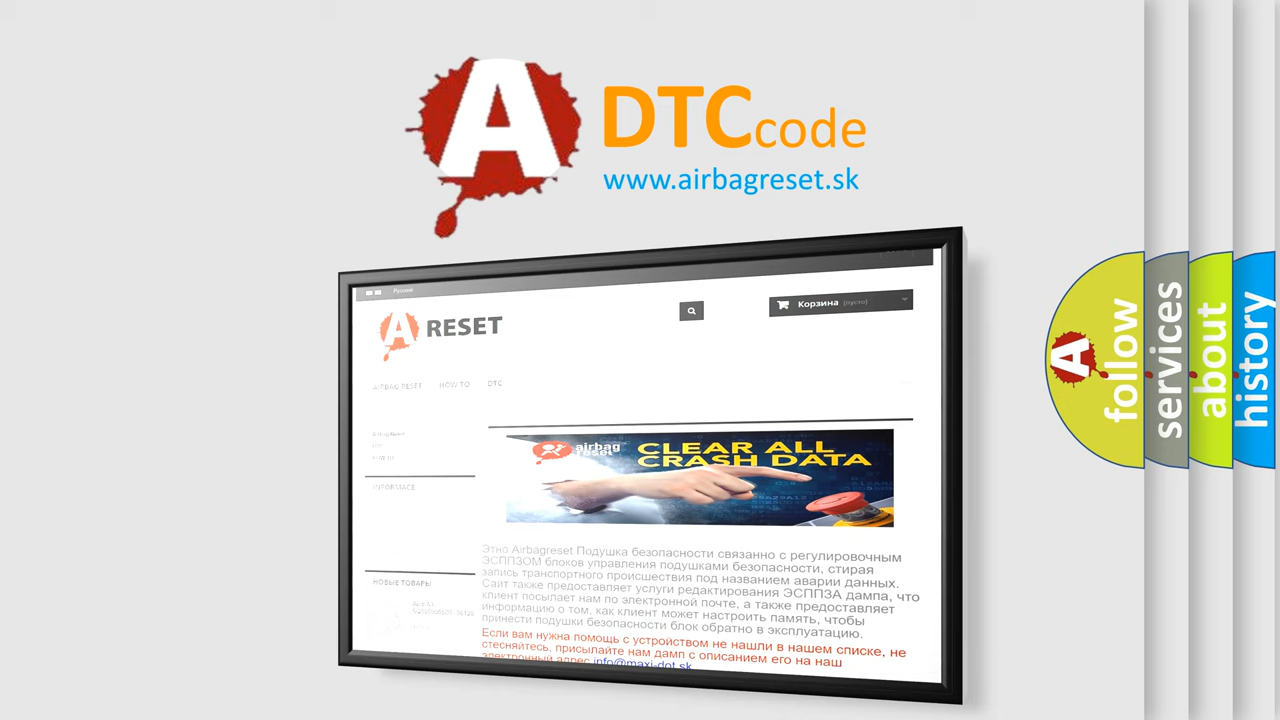 A
DTCcode
www.airbagreset.sk
Русский
Корзина (пусто)
A RESET
AIRBAG RESET HOW TO DTC
INFORMACE
airbag
reset
CLEAR ALL
CRASH DATA
Этно Airbagreset Подушка безопасности связанно с регулировочным
ЭСППЗОМ блоков управления подушками безопасности, стирая
запись транспортного происшествия под названием аварии данных.
Сайт также предоставляет услуги редактирования ЭСППЗА дампа, что
клиент посылает нам по электронной почте, а также предоставляет
информацию о том, как клиент может настроить память, чтобы
принести подушки безопасности блок обратно в эксплуатацию.
Если вам нужна помощь с устройством не нашли в нашем списке, не
стесняйтесь, присылайте нам дамп с описанием его на наш
электронный адрес info@maxi-dot.sk
НОВЫЕ ТОВАРЫ
A
follow
services
about
history